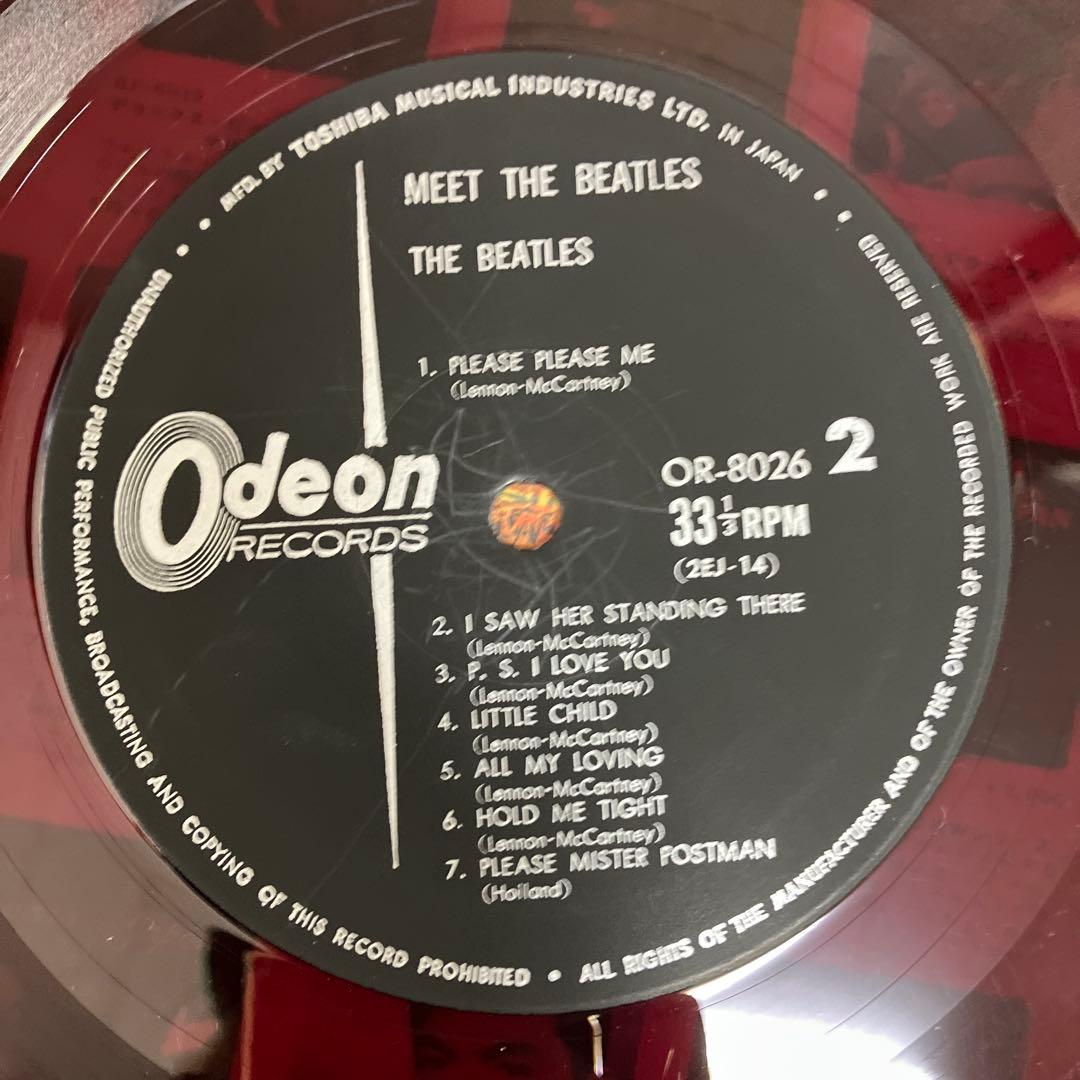 MFD. BY TOSHIBA MUSICAL INDUSTRIES LTD. IN JAPAN
MEET THE BEATLES
THE BEATLES
1. PLEASE PLEASE ME
(Lennon-McCartney)
Odeon
RECORDS
OR-8026 2
33 1/3 RPM
(2EJ-14)
2. I SAW HER STANDING THERE
(Lennon-McCartney)
3. P. S. I LOVE YOU
(Lennon-McCartney)
4. LITTLE CHILD
(Lennon-McCartney)
5. ALL MY LOVING
(Lennon-McCartney)
6. HOLD ME TIGHT
(Lennon-McCartney)
7. PLEASE MISTER POSTMAN
(Holland)
UNAUTHORIZED PUBLIC PERFORMANCE, BROADCASTING AND COPYING OF THIS RECORD PROHIBITED • ALL RIGHTS OF THE MANUFACTURER AND OF THE OWNER OF THE RECORDED WORK ARE RESERVED